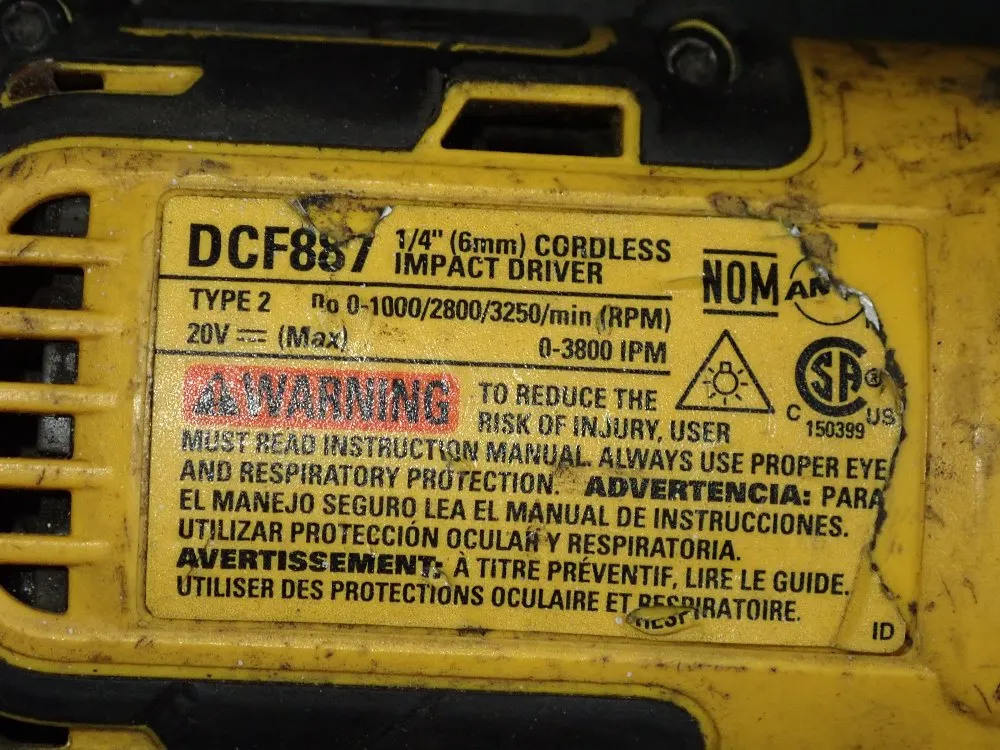 DCF887
1/4" (6mm) CORDLESS
IMPACT DRIVER
TYPE 2 no 0-1000/2800/3250/min (RPM)
20V ⎓ (Max) 0-3800 IPM
NOM
C SA ® US
150399
WARNING TO REDUCE THE
RISK OF INJURY, USER
MUST READ INSTRUCTION MANUAL. ALWAYS USE PROPER EYE
AND RESPIRATORY PROTECTION. ADVERTENCIA: PARA
EL MANEJO SEGURO LEA EL MANUAL DE INSTRUCCIONES.
UTILIZAR PROTECCIÓN OCULAR Y RESPIRATORIA.
AVERTISSEMENT: À TITRE PRÉVENTIF, LIRE LE GUIDE.
UTILISER DES PROTECTIONS OCULAIRE ET RESPIRATOIRE.
ID